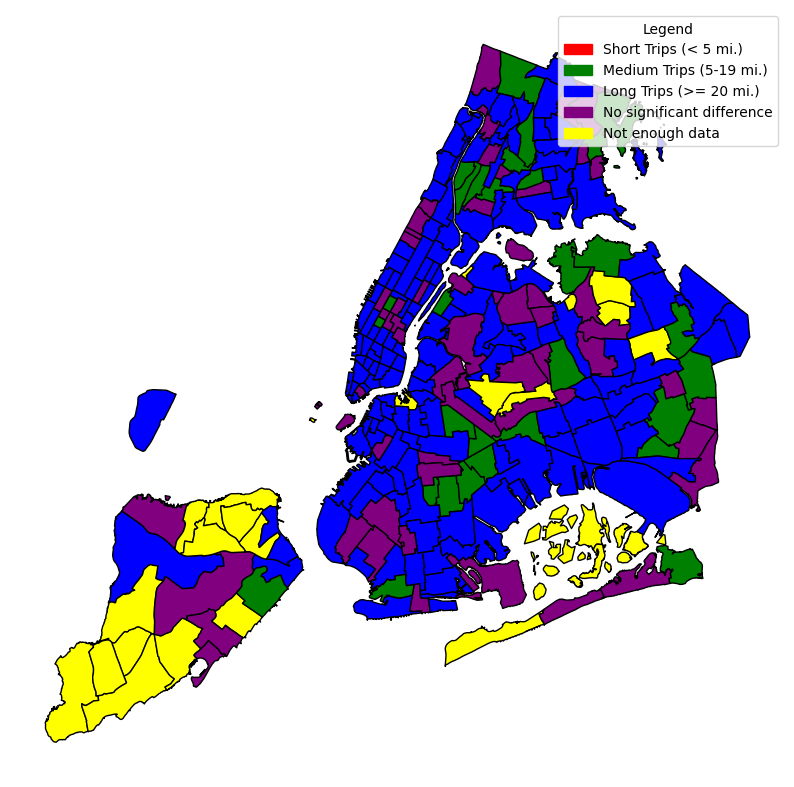 Legend
Short Trips (< 5 mi.)
Medium Trips (5-19 mi.)
Long Trips (>= 20 mi.)
No significant difference
Not enough data